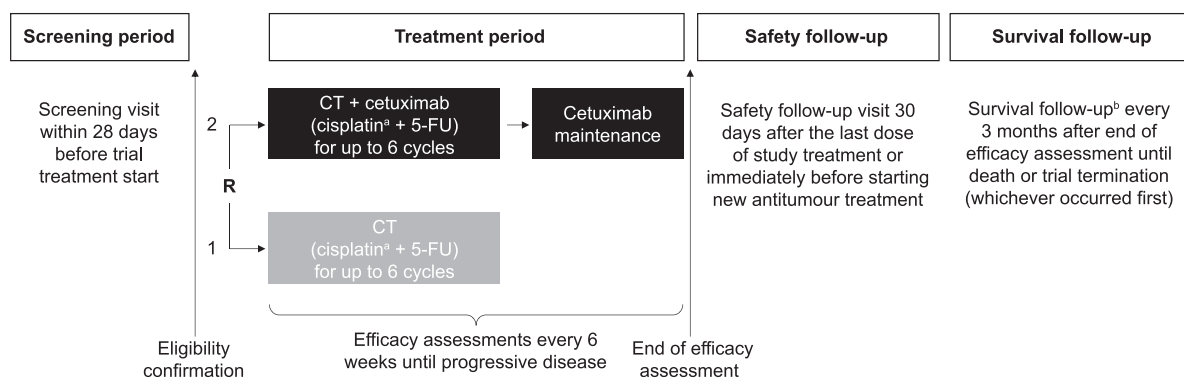 Screening period
Treatment period
Safety follow-up
Survival follow-up
Screening visit
within 28 days
before trial
treatment start
2
R
1
CT + cetuximab
(cisplatinᵃ + 5-FU)
for up to 6 cycles
Cetuximab
maintenance
CT
(cisplatinᵃ + 5-FU)
for up to 6 cycles
Safety follow-up visit 30
days after the last dose
of study treatment or
immediately before starting
new antitumour treatment
Survival follow-upᵇ every
3 months after end of
efficacy assessment until
death or trial termination
(whichever occurred first)
Eligibility
confirmation
Efficacy assessments every 6
weeks until progressive disease
End of efficacy
assessment